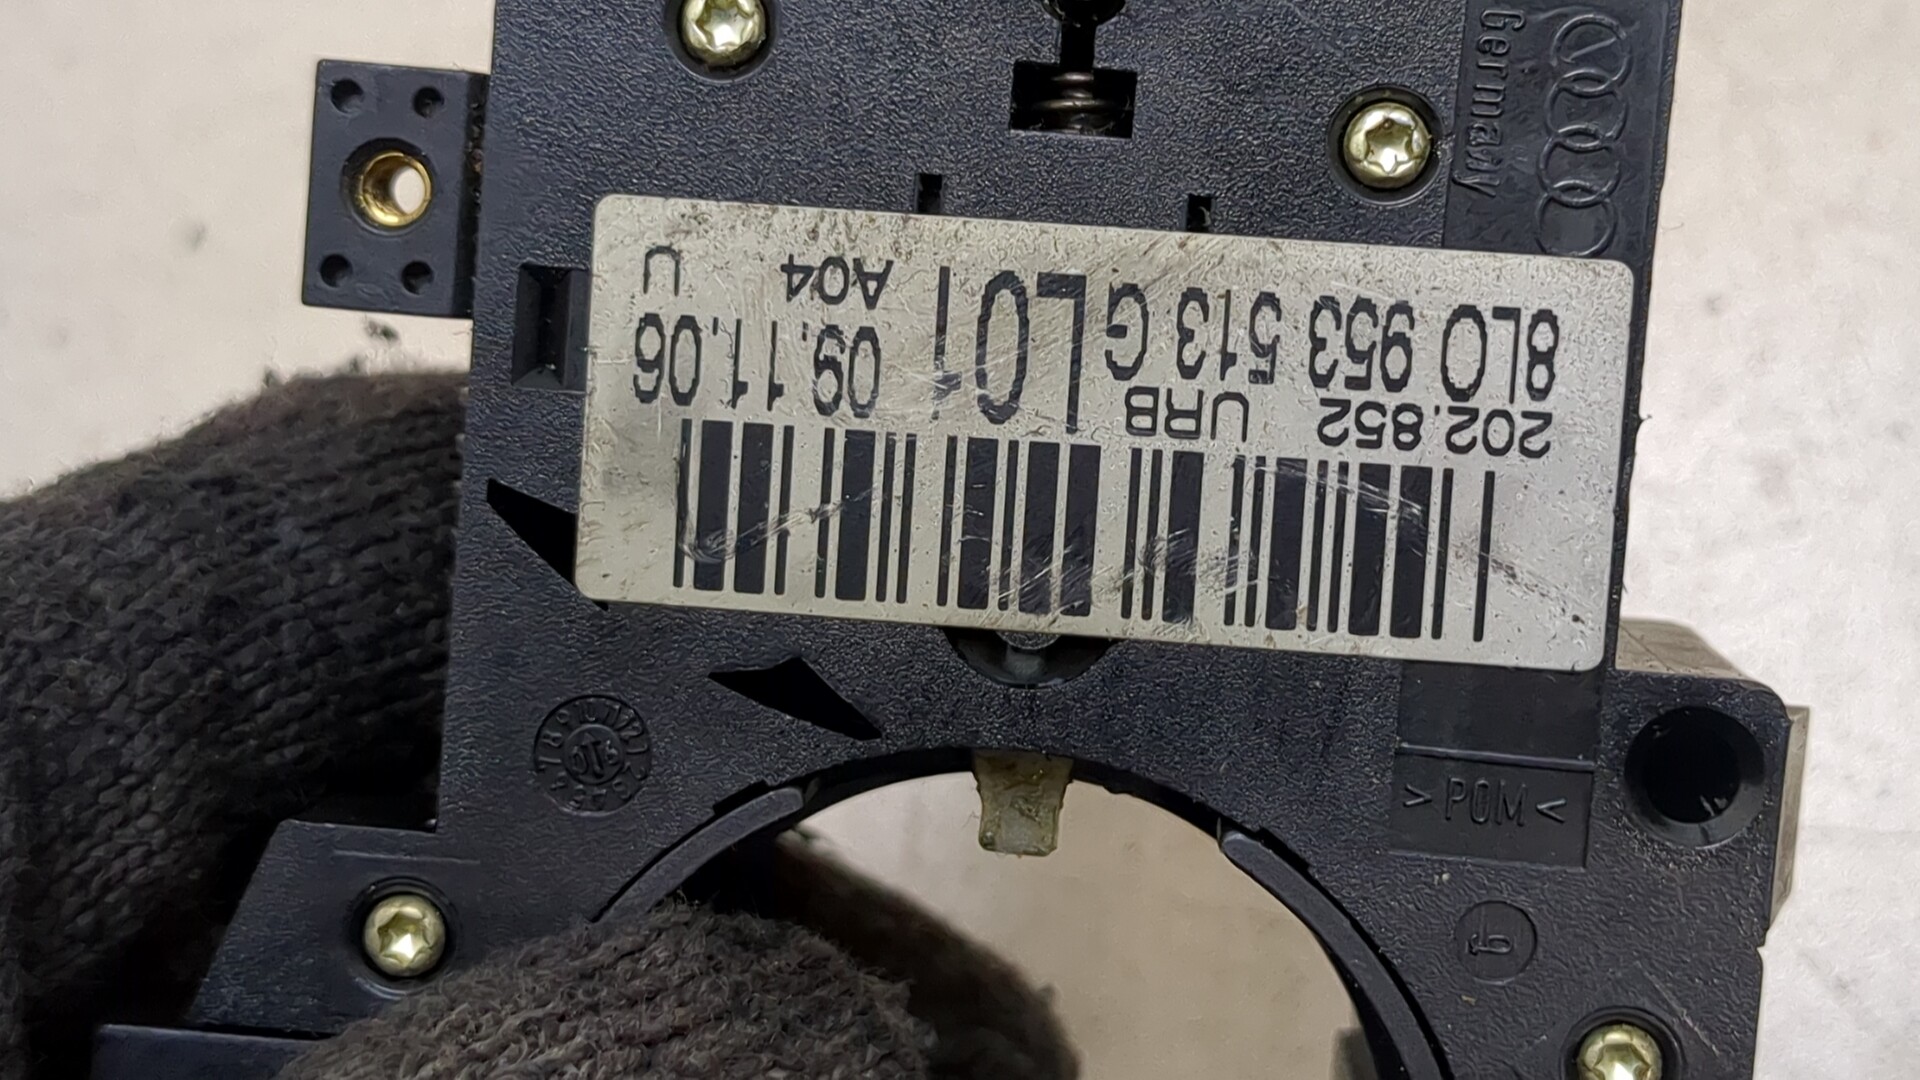 202.852 URB
8L0 953 513 G L01 09.11.06
A04 U
Germany
> POM <